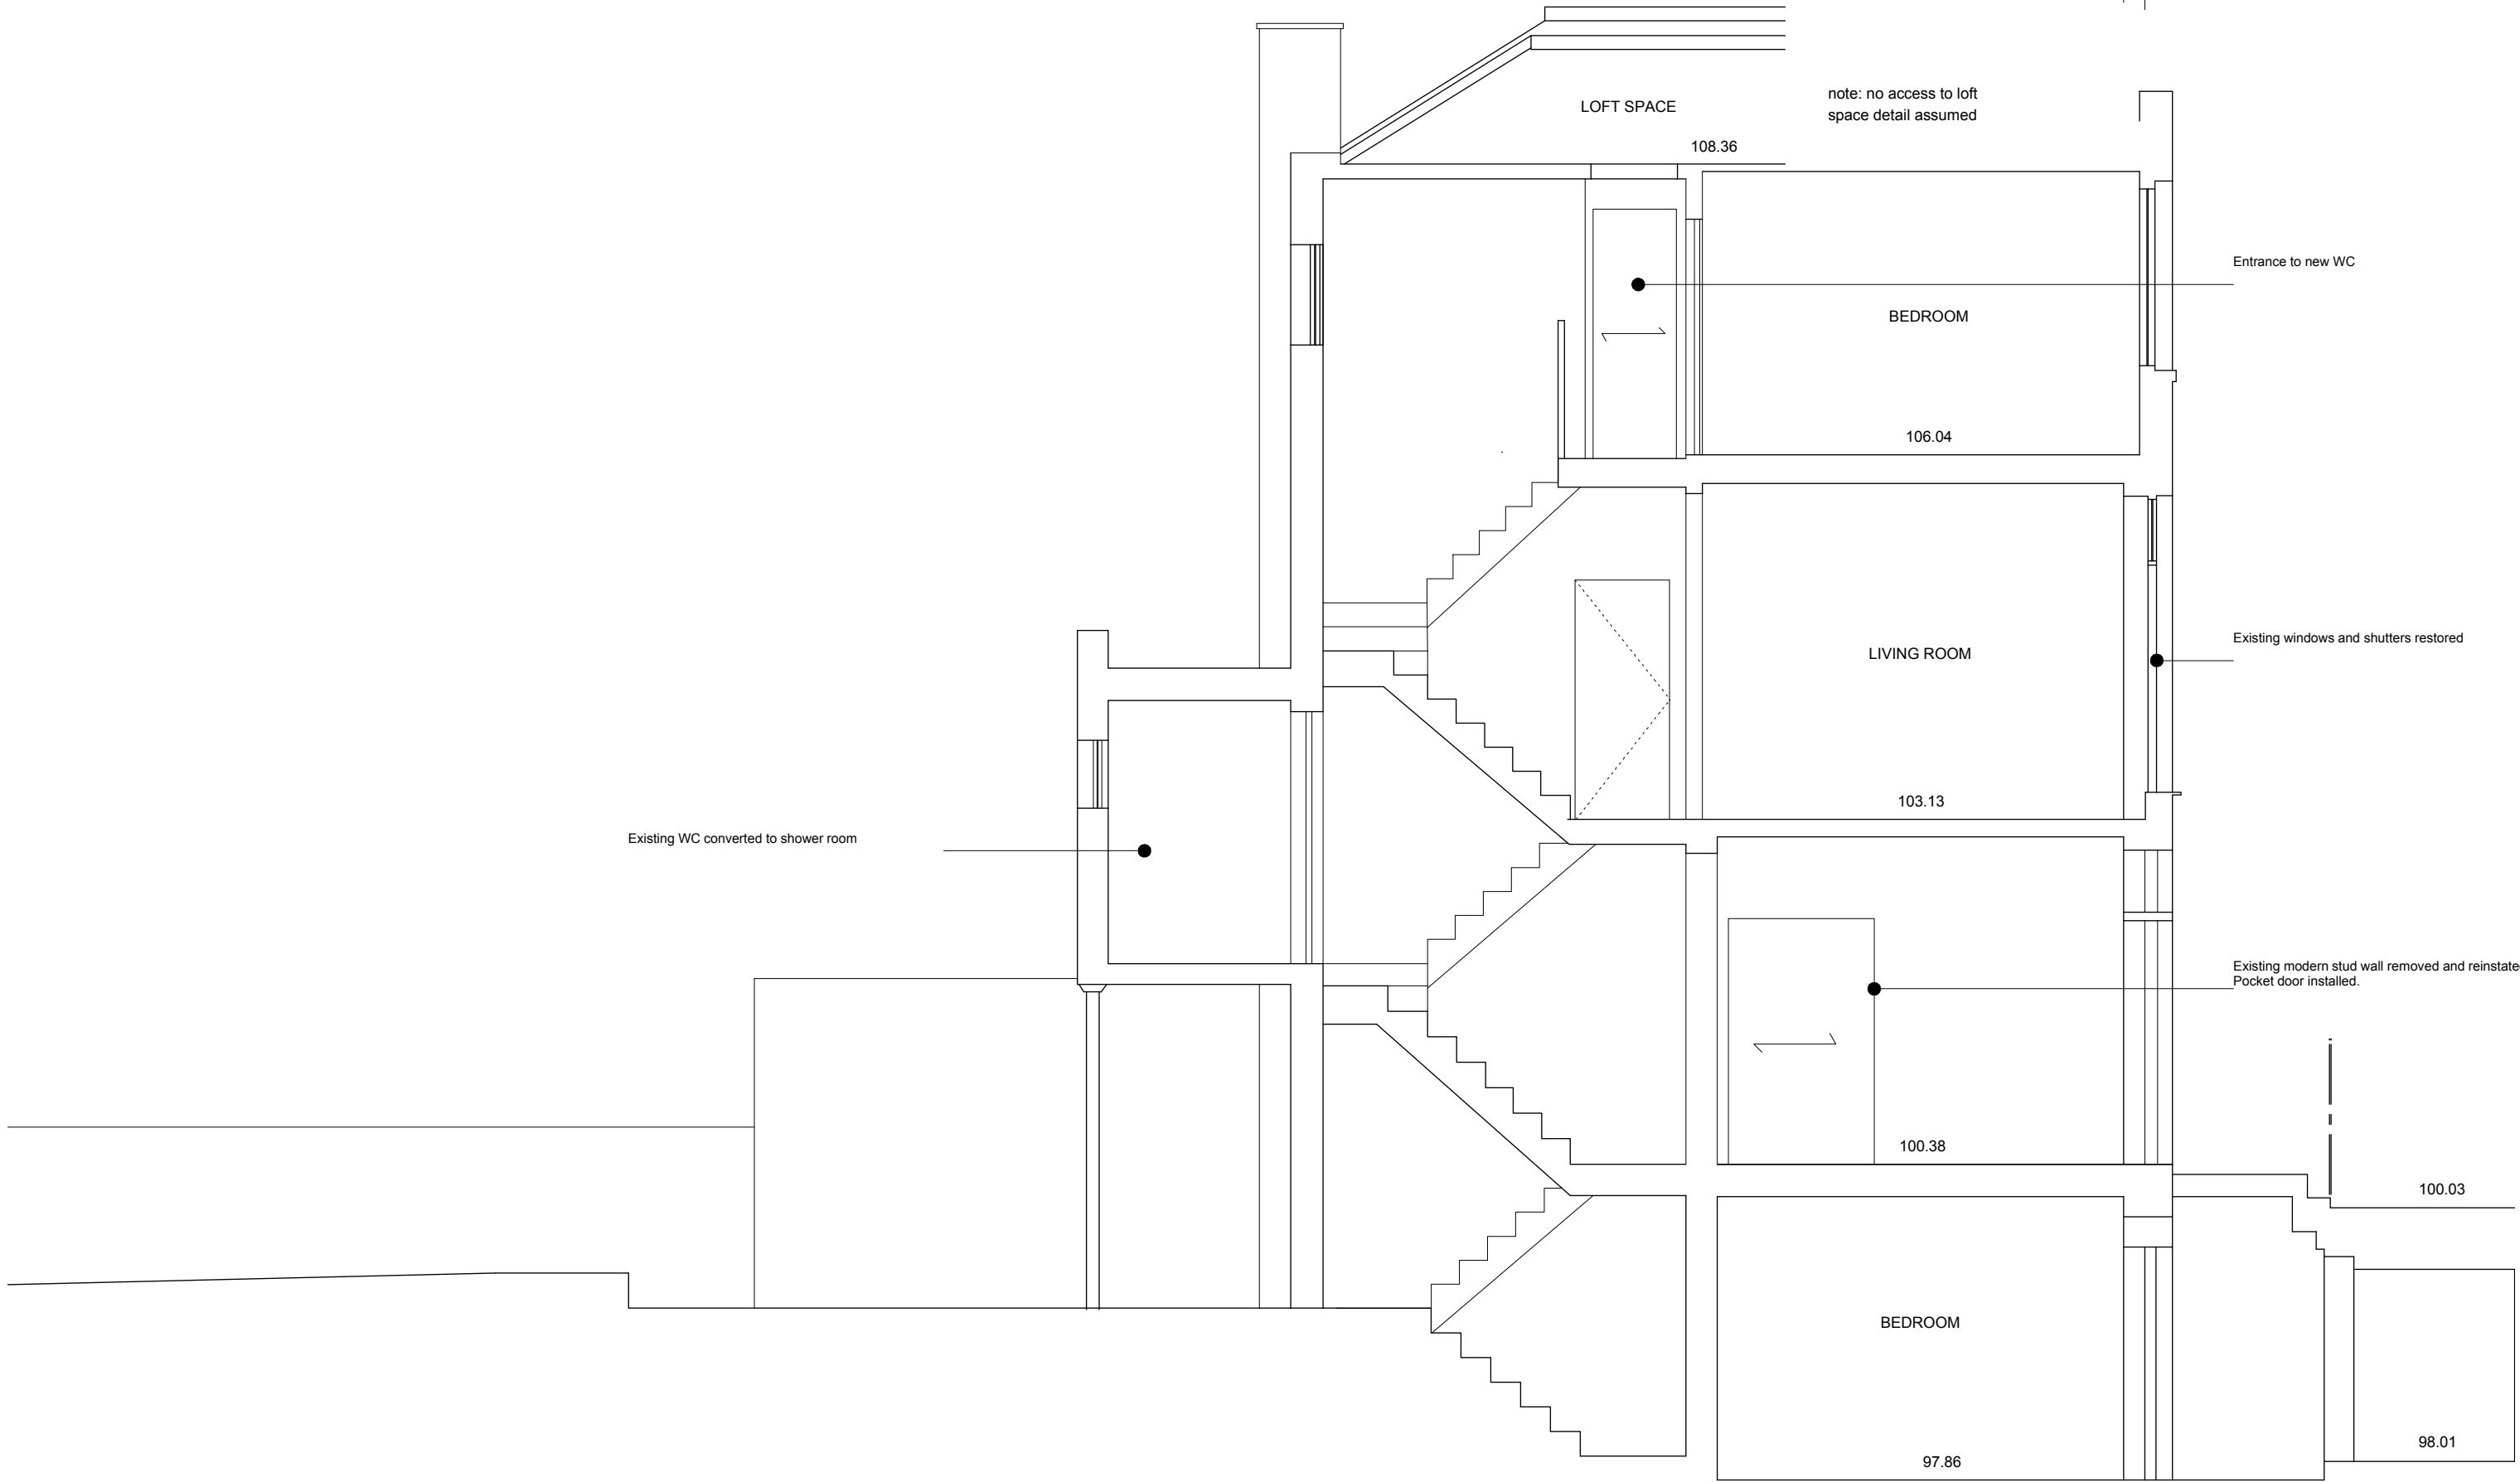 note: no access to loft
space detail assumed
LOFT SPACE
108.36
Entrance to new WC
BEDROOM
106.04
Existing windows and shutters restored
LIVING ROOM
103.13
Existing WC converted to shower room
Existing modern stud wall removed and reinstate
Pocket door installed.
100.38
100.03
BEDROOM
98.01
97.86